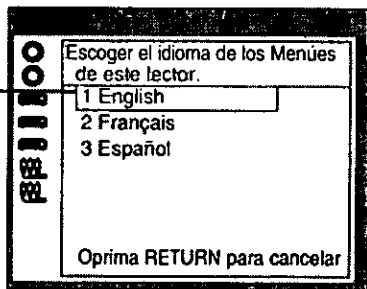 Escoger el idioma de los Menúes
de este lector.
1 English
2 Français
3 Español
Oprima RETURN para cancelar